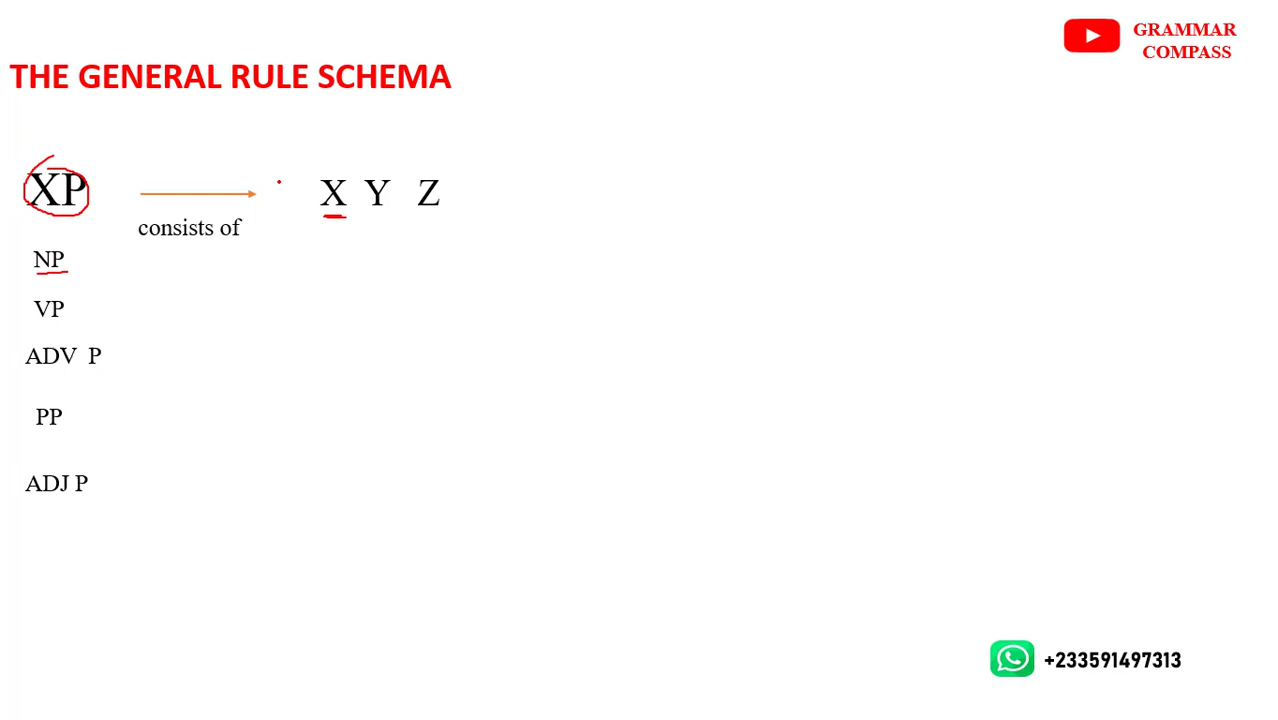 GRAMMAR
COMPASS
THE GENERAL RULE SCHEMA
XP X Y Z
consists of
NP
VP
ADV P
PP
ADJ P
+233591497313